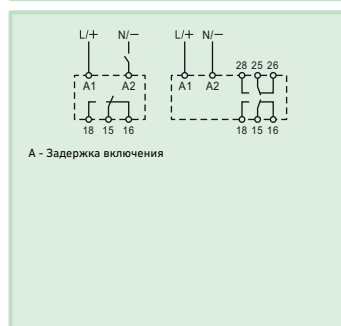 L/+ N/− L/+ N/−
28 25 26
A1 A2 A1 A2
18 15 16 18 15 16
А - Задержка включения